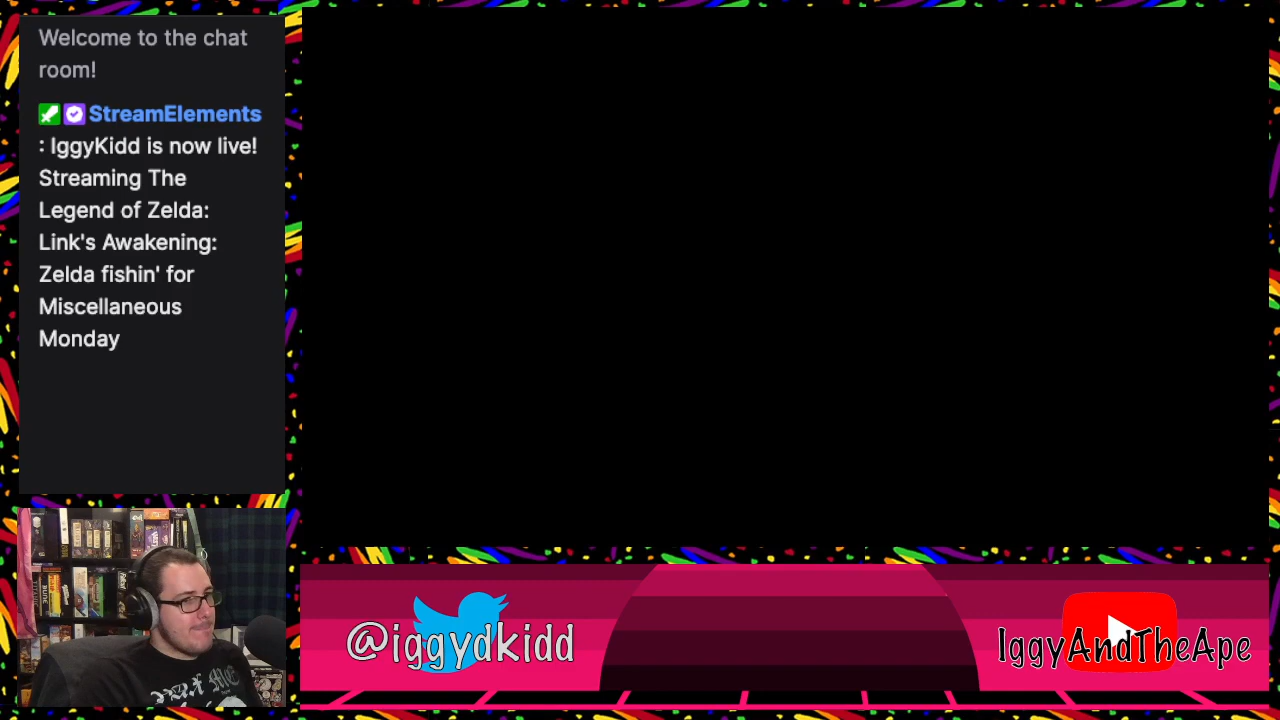 Welcome to the chat
room!
StreamElements
: IggyKidd is now live!
Streaming The
Legend of Zelda:
Link's Awakening:
Zelda fishin' for
Miscellaneous
Monday
@iggydkidd
IggyAndTheApe